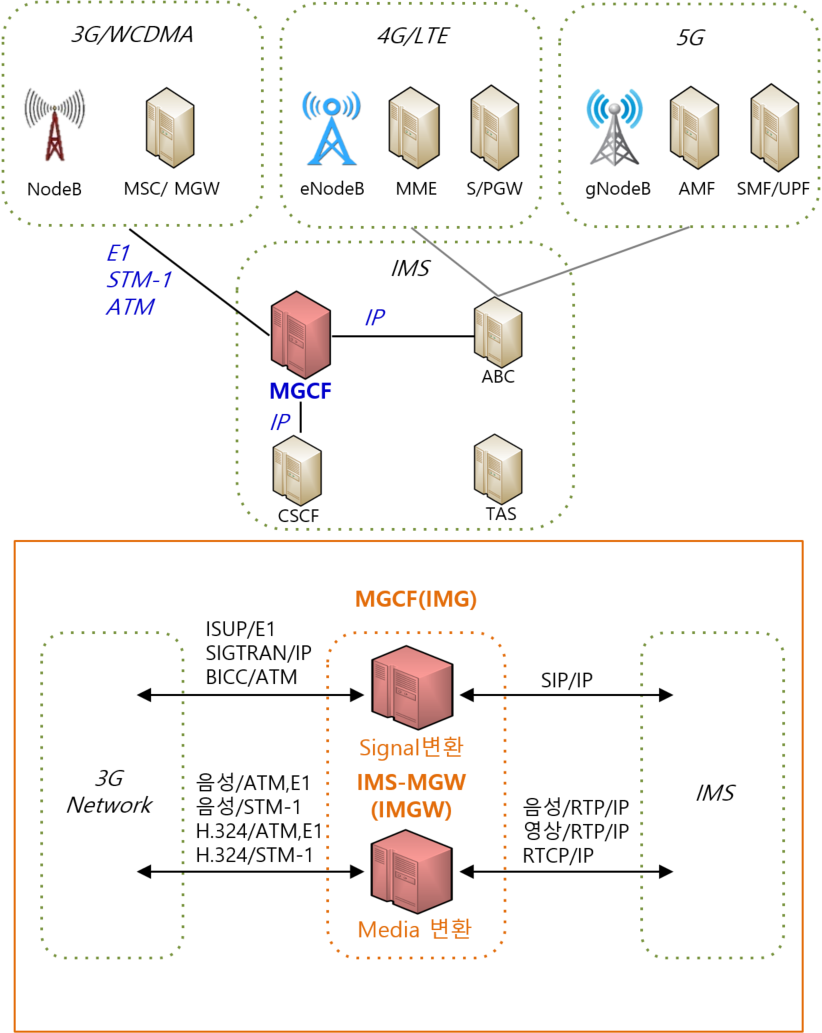 3G/WCDMA
4G/LTE
5G
NodeB
MSC/ MGW
eNodeB
MME
S/PGW
gNodeB
AMF
SMF/UPF
E1
STM-1
ATM
IMS
IP
MGCF
ABC
IP
CSCF
TAS
MGCF(IMG)
ISUP/E1
SIGTRAN/IP
BICC/ATM
SIP/IP
Signal변환
3G
Network
음성/ATM,E1
음성/STM-1
H.324/ATM,E1
H.324/STM-1
IMS-MGW
(IMGW)
음성/RTP/IP
영상/RTP/IP
RTCP/IP
IMS
Media 변환